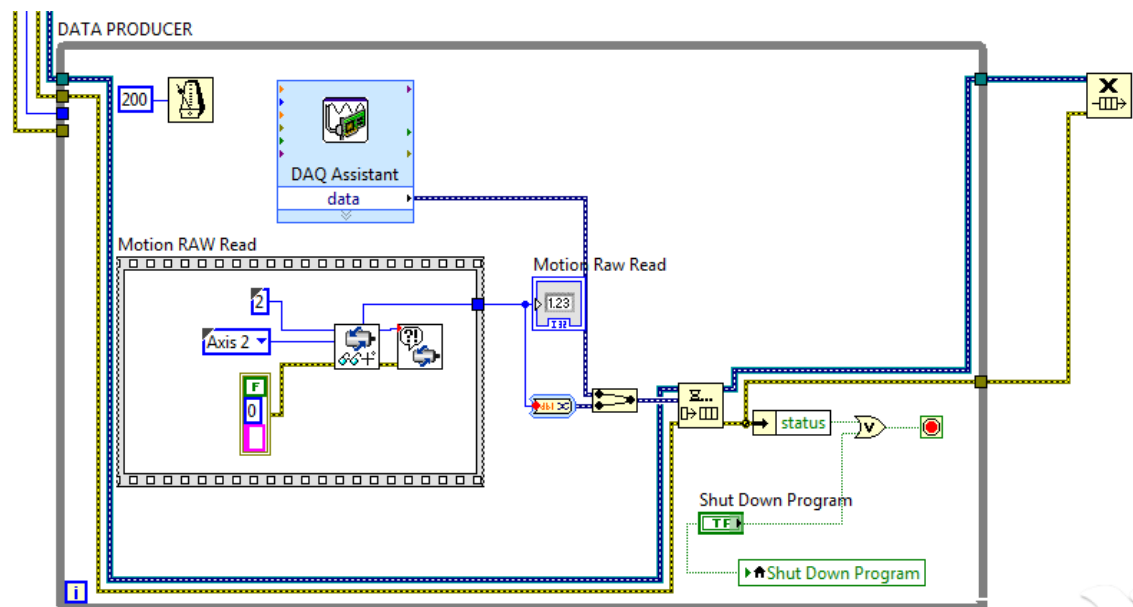 DATA PRODUCER
200
DAQ Assistant
data
Motion RAW Read
Motion Raw Read
2
1.23
I32
Axis 2
?!
F
0
dbl
status
V
Shut Down Program
TF
Shut Down Program
i
X